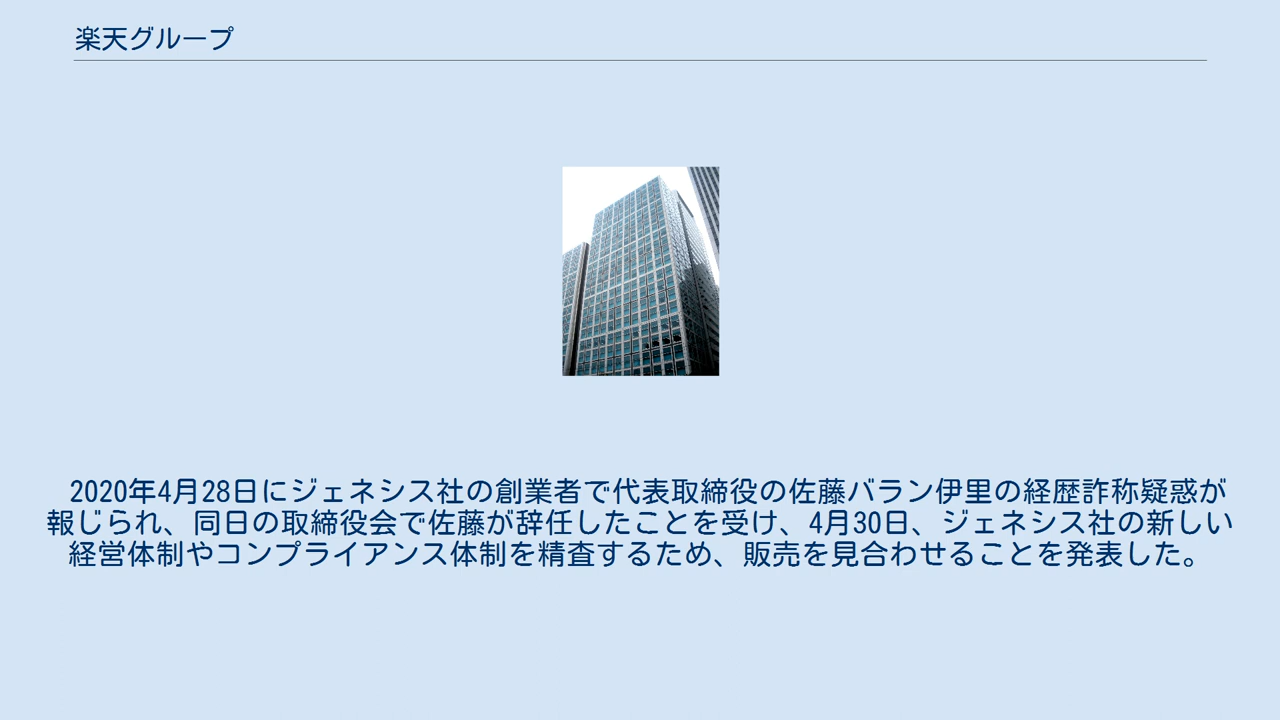 楽天グループ
2020年4月28日にジェネシス社の創業者で代表取締役の佐藤バラン伊里の経歴詐称疑惑が
報じられ、同日の取締役会で佐藤が辞任したことを受け、4月30日、ジェネシス社の新しい
経営体制やコンプライアンス体制を精査するため、販売を見合わせることを発表した。